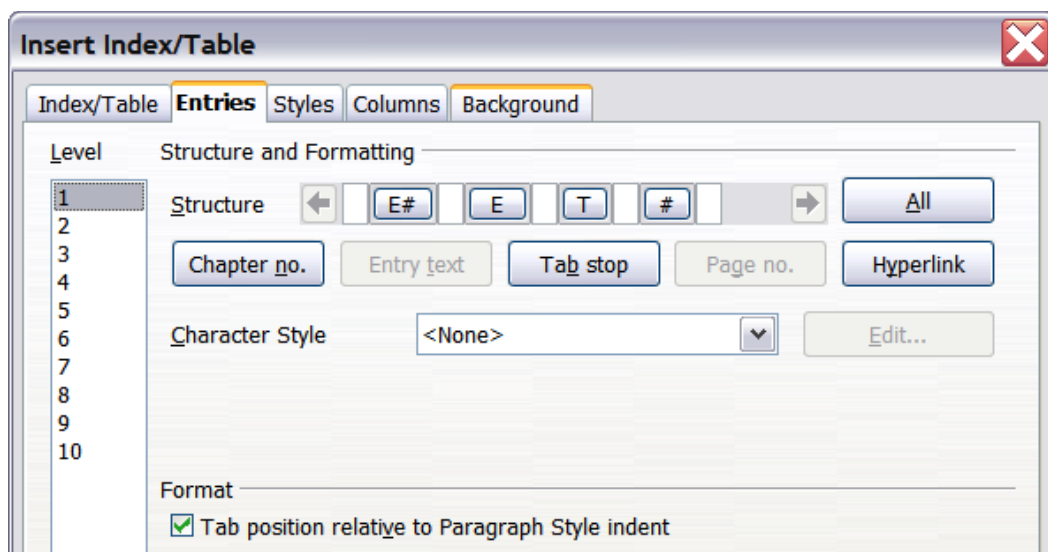 Insert Index/Table
Index/Table Entries Styles Columns Background
Level Structure and Formatting
1
2
3
4
5
6
7
8
9
10
Structure E# E T # All
Chapter no. Entry text Tab stop Page no. Hyperlink
Character Style <None> Edit...
Format
Tab position relative to Paragraph Style indent